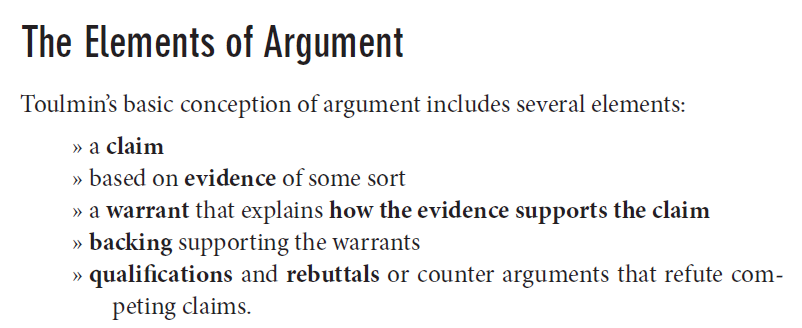 The Elements of Argument
Toulmin’s basic conception of argument includes several elements:
» a claim
» based on evidence of some sort
» a warrant that explains how the evidence supports the claim
» backing supporting the warrants
» qualifications and rebuttals or counter arguments that refute com-
peting claims.